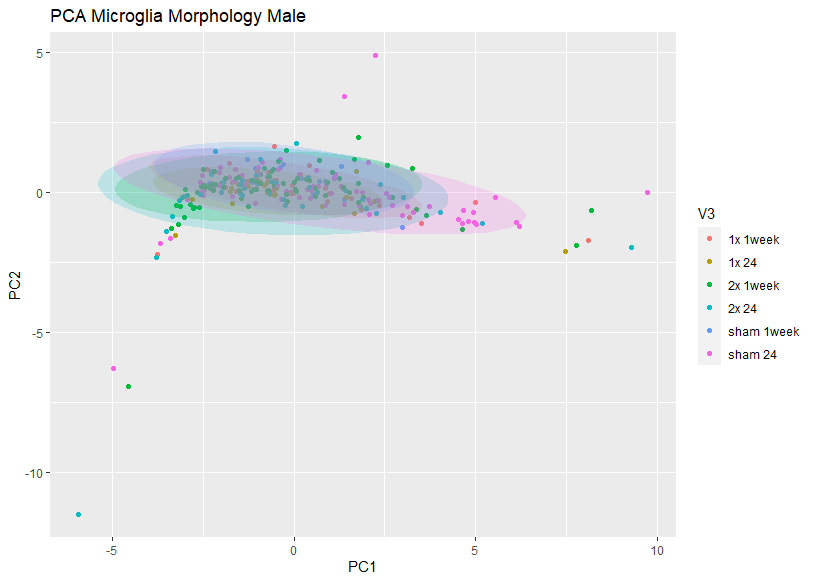 PCA Microglia Morphology Male
5
0
-5
-10
PC2
-5
0
5
10
PC1
V3
1x 1week
1x 24
2x 1week
2x 24
sham 1week
sham 24